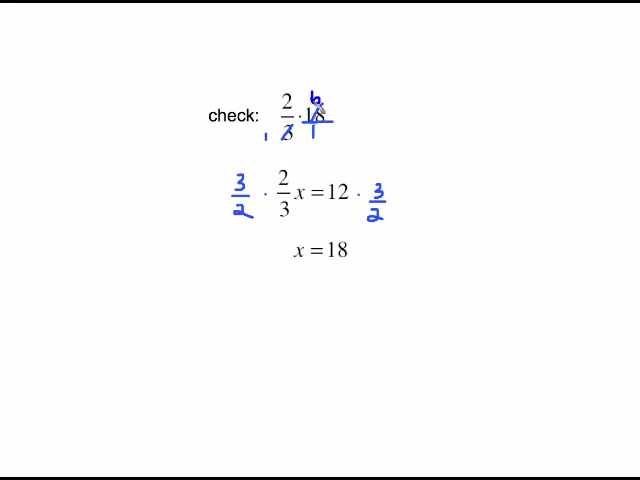 check: 2/3 · 18/1 6 1
3/2 · 2/3 x = 12 · 3/2
x = 18